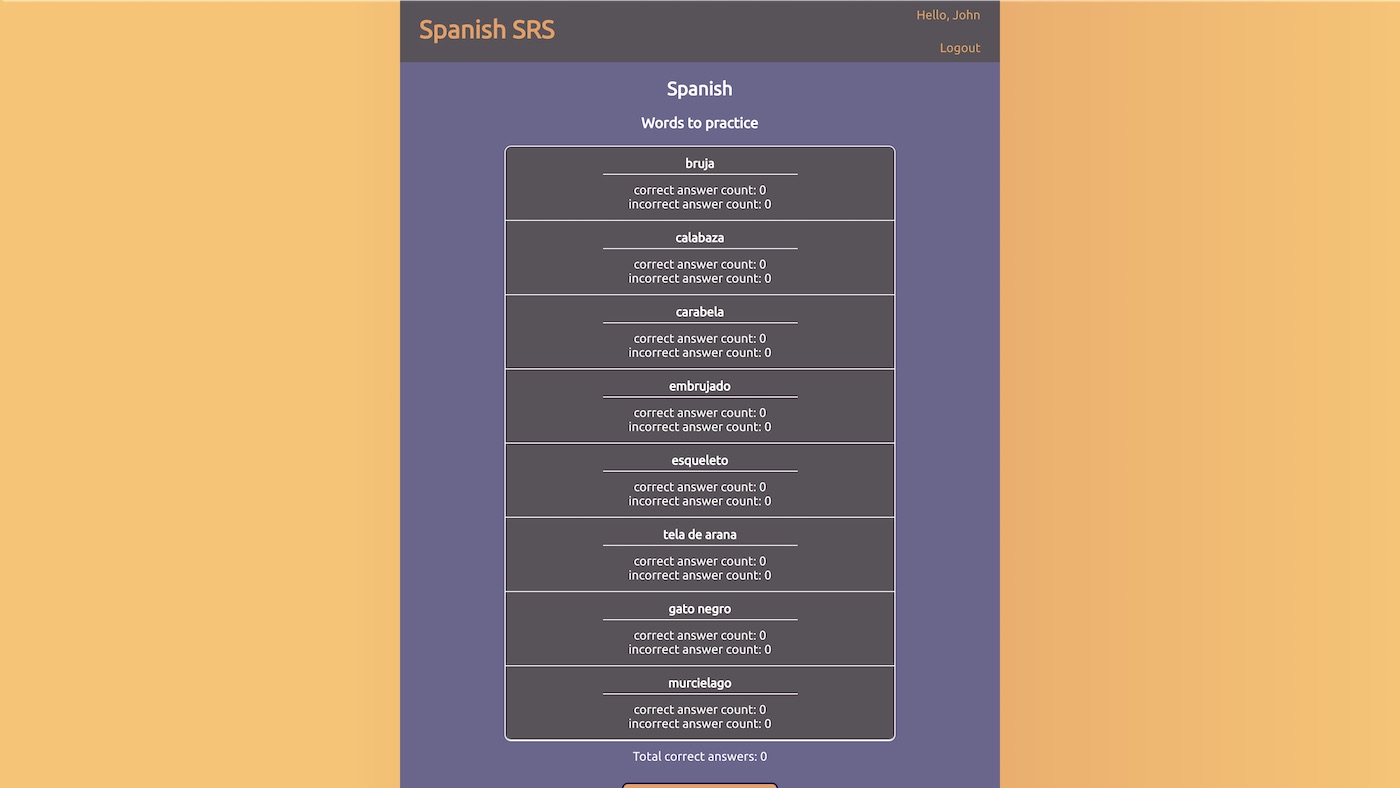 Spanish SRS
Hello, John
Logout
Spanish
Words to practice
bruja
correct answer count: 0
incorrect answer count: 0
calabaza
correct answer count: 0
incorrect answer count: 0
carabela
correct answer count: 0
incorrect answer count: 0
embrujado
correct answer count: 0
incorrect answer count: 0
esqueleto
correct answer count: 0
incorrect answer count: 0
tela de arana
correct answer count: 0
incorrect answer count: 0
gato negro
correct answer count: 0
incorrect answer count: 0
murcielago
correct answer count: 0
incorrect answer count: 0
Total correct answers: 0